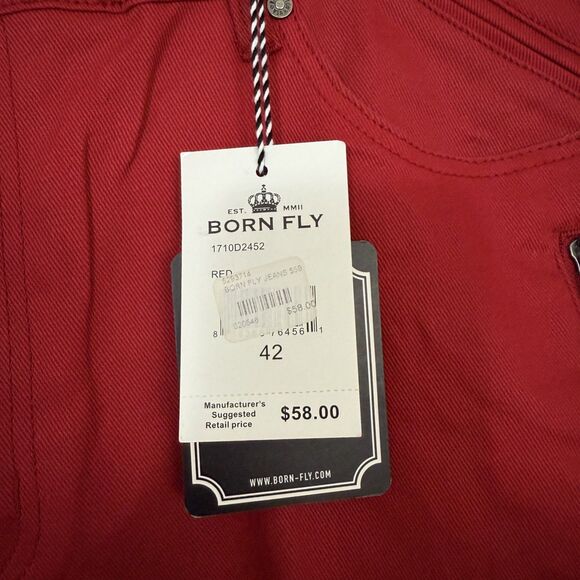 EST. MMII
BORN FLY
1710D2452
RED
BORN FLY JEANS $58
$58.00
42
Manufacturer's
Suggested
Retail price
$58.00
WWW.BORN-FLY.COM